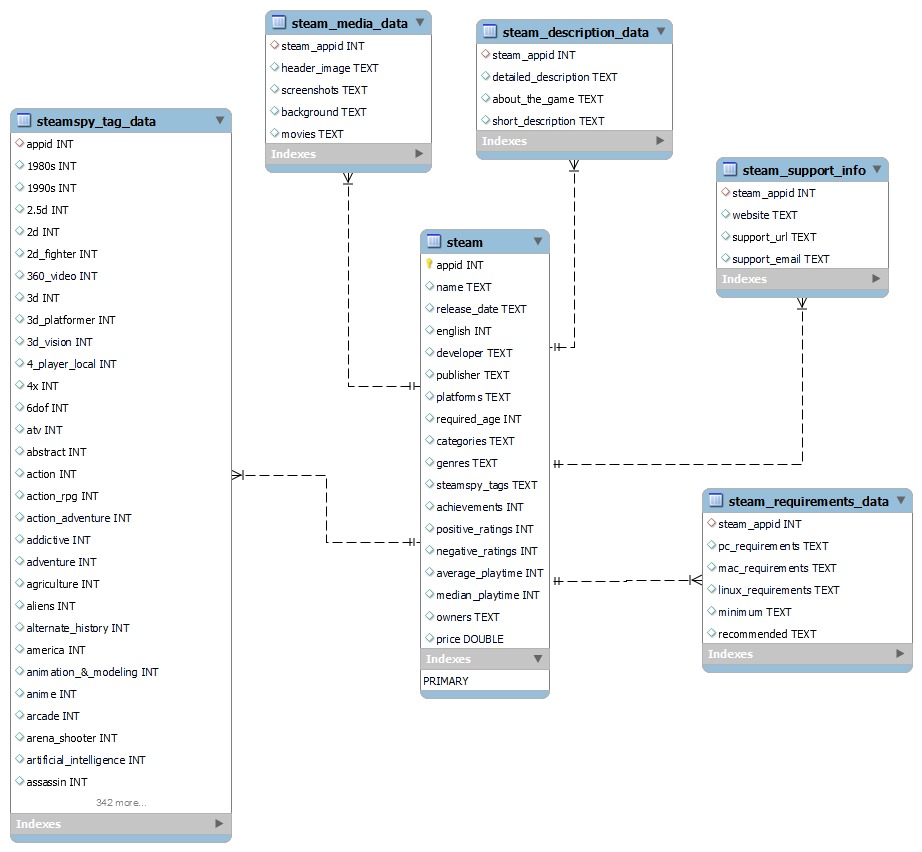 steam_media_data
steam_appid INT
header_image TEXT
screenshots TEXT
background TEXT
movies TEXT
Indexes
steam_description_data
steam_appid INT
detailed_description TEXT
about_the_game TEXT
short_description TEXT
Indexes
steamspy_tag_data
appid INT
1980s INT
1990s INT
2.5d INT
2d INT
2d_fighter INT
360_video INT
3d INT
3d_platformer INT
3d_vision INT
4_player_local INT
4x INT
6dof INT
atv INT
abstract INT
action INT
action_rpg INT
action_adventure INT
addictive INT
adventure INT
agriculture INT
aliens INT
alternate_history INT
america INT
animation_&_modeling INT
anime INT
arcade INT
arena_shooter INT
artificial_intelligence INT
assassin INT
342 more...
Indexes
steam
appid INT
name TEXT
release_date TEXT
english INT
developer TEXT
publisher TEXT
platforms TEXT
required_age INT
categories TEXT
genres TEXT
steamspy_tags TEXT
achievements INT
positive_ratings INT
negative_ratings INT
average_playtime INT
median_playtime INT
owners TEXT
price DOUBLE
Indexes
PRIMARY
steam_support_info
steam_appid INT
website TEXT
support_url TEXT
support_email TEXT
Indexes
steam_requirements_data
steam_appid INT
pc_requirements TEXT
mac_requirements TEXT
linux_requirements TEXT
minimum TEXT
recommended TEXT
Indexes